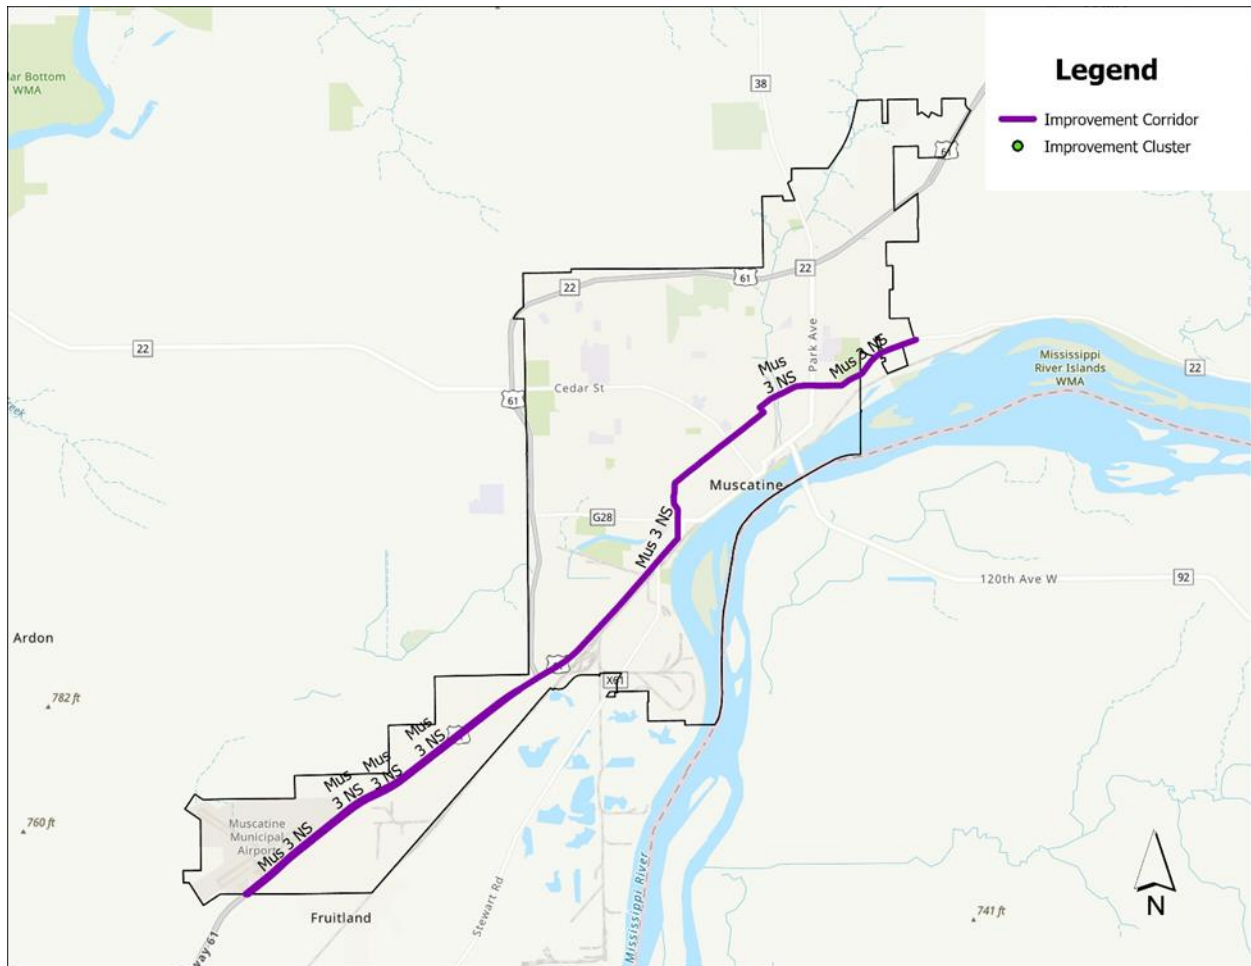 lar Bottom
WMA
38
Legend
Improvement Corridor
Improvement Cluster
61
22
61
22
22
Mississippi
River Islands
WMA
22
Park Ave
Mus
3 NS
Mus 3 NS
Cedar St
61
Creek
Muscatine
G28
Mus 3 NS
120th Ave W
92
Ardon
782 ft
X61
Mus
3 NS
Mus
3 NS
Mus
3 NS
760 ft
Muscatine
Municipal
Airport
Mus 3 NS
Fruitland
Stewart Rd
Mississippi River
741 ft
N
way 61